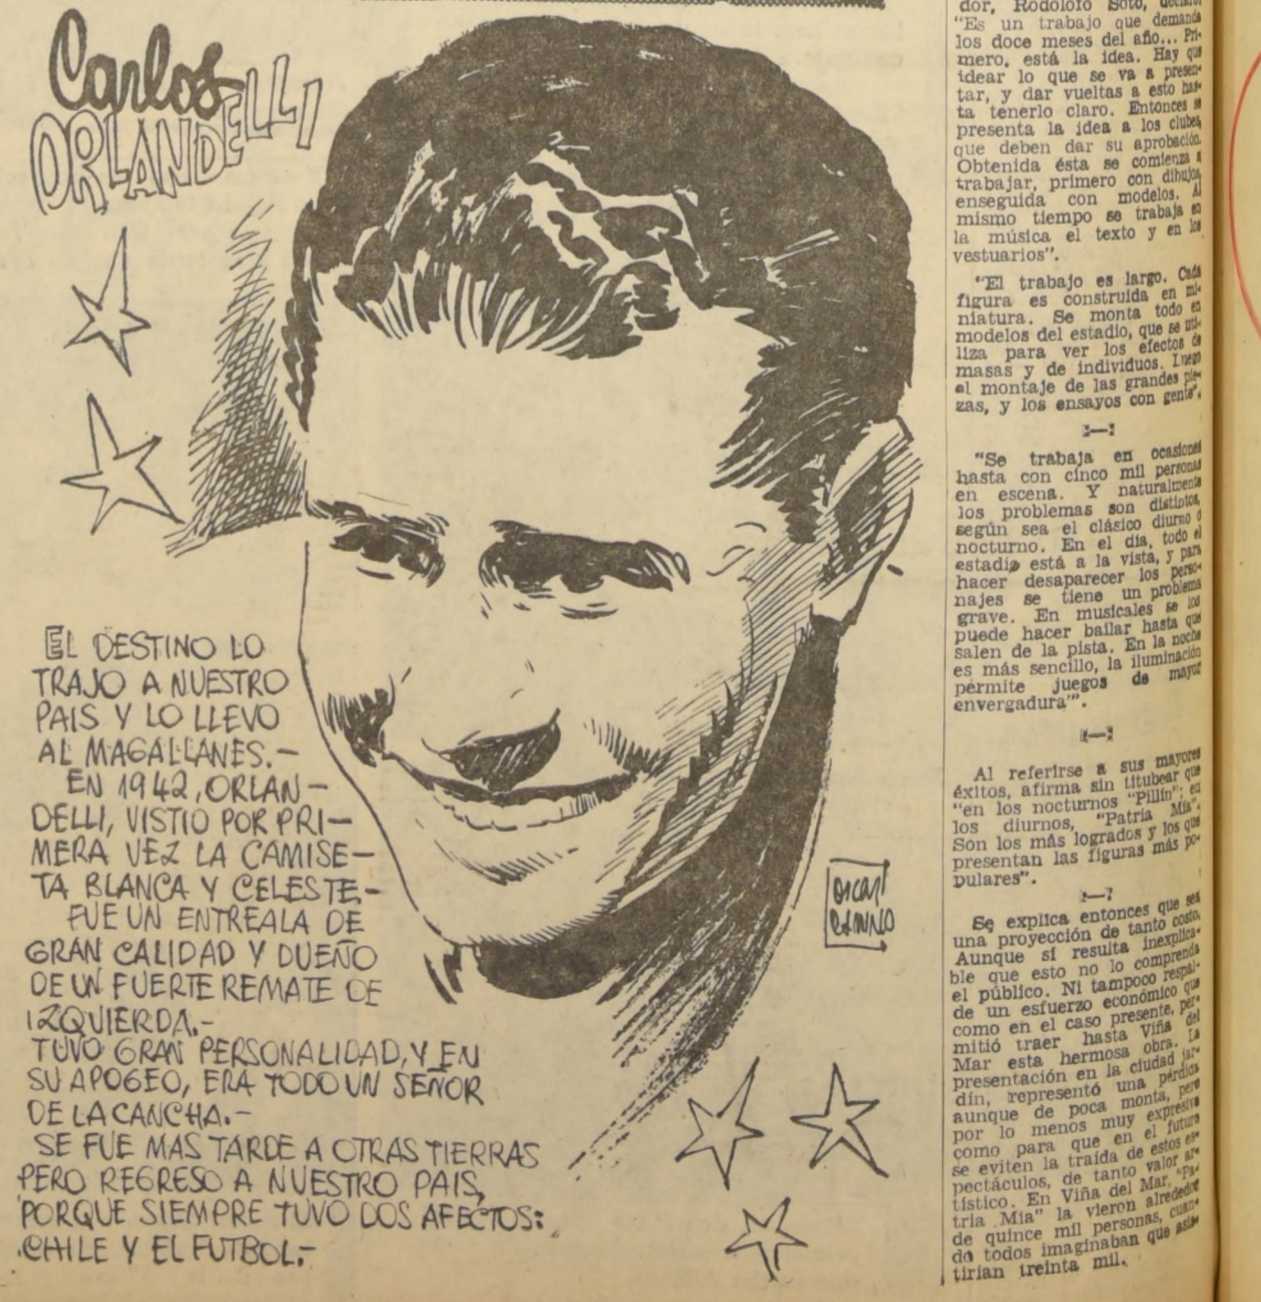 Carlos
ORLANDELLI
EL DESTINO LO
TRAJO A NUESTRO
PAIS Y LO LLEVO
AL MAGALLANES.-
EN 1942, ORLAN-
DELLI, VISTIO POR PRI-
MERA VEZ LA CAMISE-
TA BLANCA Y CELESTE-
FUE UN ENTREALA DE
GRAN CALIDAD Y DUEÑO
DE UN FUERTE REMATE DE
IZQUIERDA.-
TUVO GRAN PERSONALIDAD, Y EN
SU APOGEO, ERA TODO UN SEÑOR
DE LA CANCHA.-
SE FUE MAS TARDE A OTRAS TIERRAS
PERO REGRESO A NUESTRO PAIS,
PORQUE SIEMPRE TUVO DOS AFECTOS:
CHILE Y EL FUTBOL.-
oscar
dor, Rodolofo Soto, declaró:
"Es un trabajo que demanda
los doce meses del año... Pri-
mero, está la idea. Hay que
idear lo que se va a presen-
tar, y dar vueltas a esto has-
ta tenerlo claro. Entonces se
presenta la idea a los clubes,
que deben dar su aprobación.
Obtenida ésta se comienza a
trabajar, primero con dibujos,
enseguida con modelos. Al
mismo tiempo se trabaja en
la música el texto y en los
vestuarios".
"El trabajo es largo. Cada
figura es construida en mi-
niatura. Se monta todo en
modelos del estadio, que se uti-
liza para ver los efectos de
masas y de individuos. Luego
el montaje de las grandes pie-
zas, y los ensayos con gente".
"Se trabaja en ocasiones
hasta con cinco mil personas
en escena. Y naturalmente
los problemas son distintos,
según sea el clásico diurno o
nocturno. En el día, todo el
estadio está a la vista, y para
hacer desaparecer los perso-
najes se tiene un problema
grave. En musicales se los
puede hacer bailar hasta que
salen de la pista. En la noche
es más sencillo, la iluminación
permite juegos de mayor
envergadura'".
Al referirse a sus mayores
éxitos, afirma sin titubear que
"en los nocturnos "Pillín"; en
los diurnos, "Patria Mía".
Son los más logrados y los que
presentan las figuras más po-
pulares".
Se explica entonces que sea
una proyección de tanto costo.
Aunque sí resulta inexplica-
ble que esto no lo comprenda
el público. Ni tampoco respal-
de un esfuerzo económico que
como en el caso presente, per-
mitió traer hasta Viña del
Mar esta hermosa obra. La
presentación en la ciudad jar-
dín, representó una pérdida
aunque de poca monta, pero
por lo menos muy expresiva
como para que en el futuro
se eviten la traída de estos es-
pectáculos, de tanto valor ar-
tístico. En Viña del Mar, "Pa-
tria Mía" la vieron alrededor
de quince mil personas, cuan-
do todos imaginaban que asis-
tirían treinta mil.